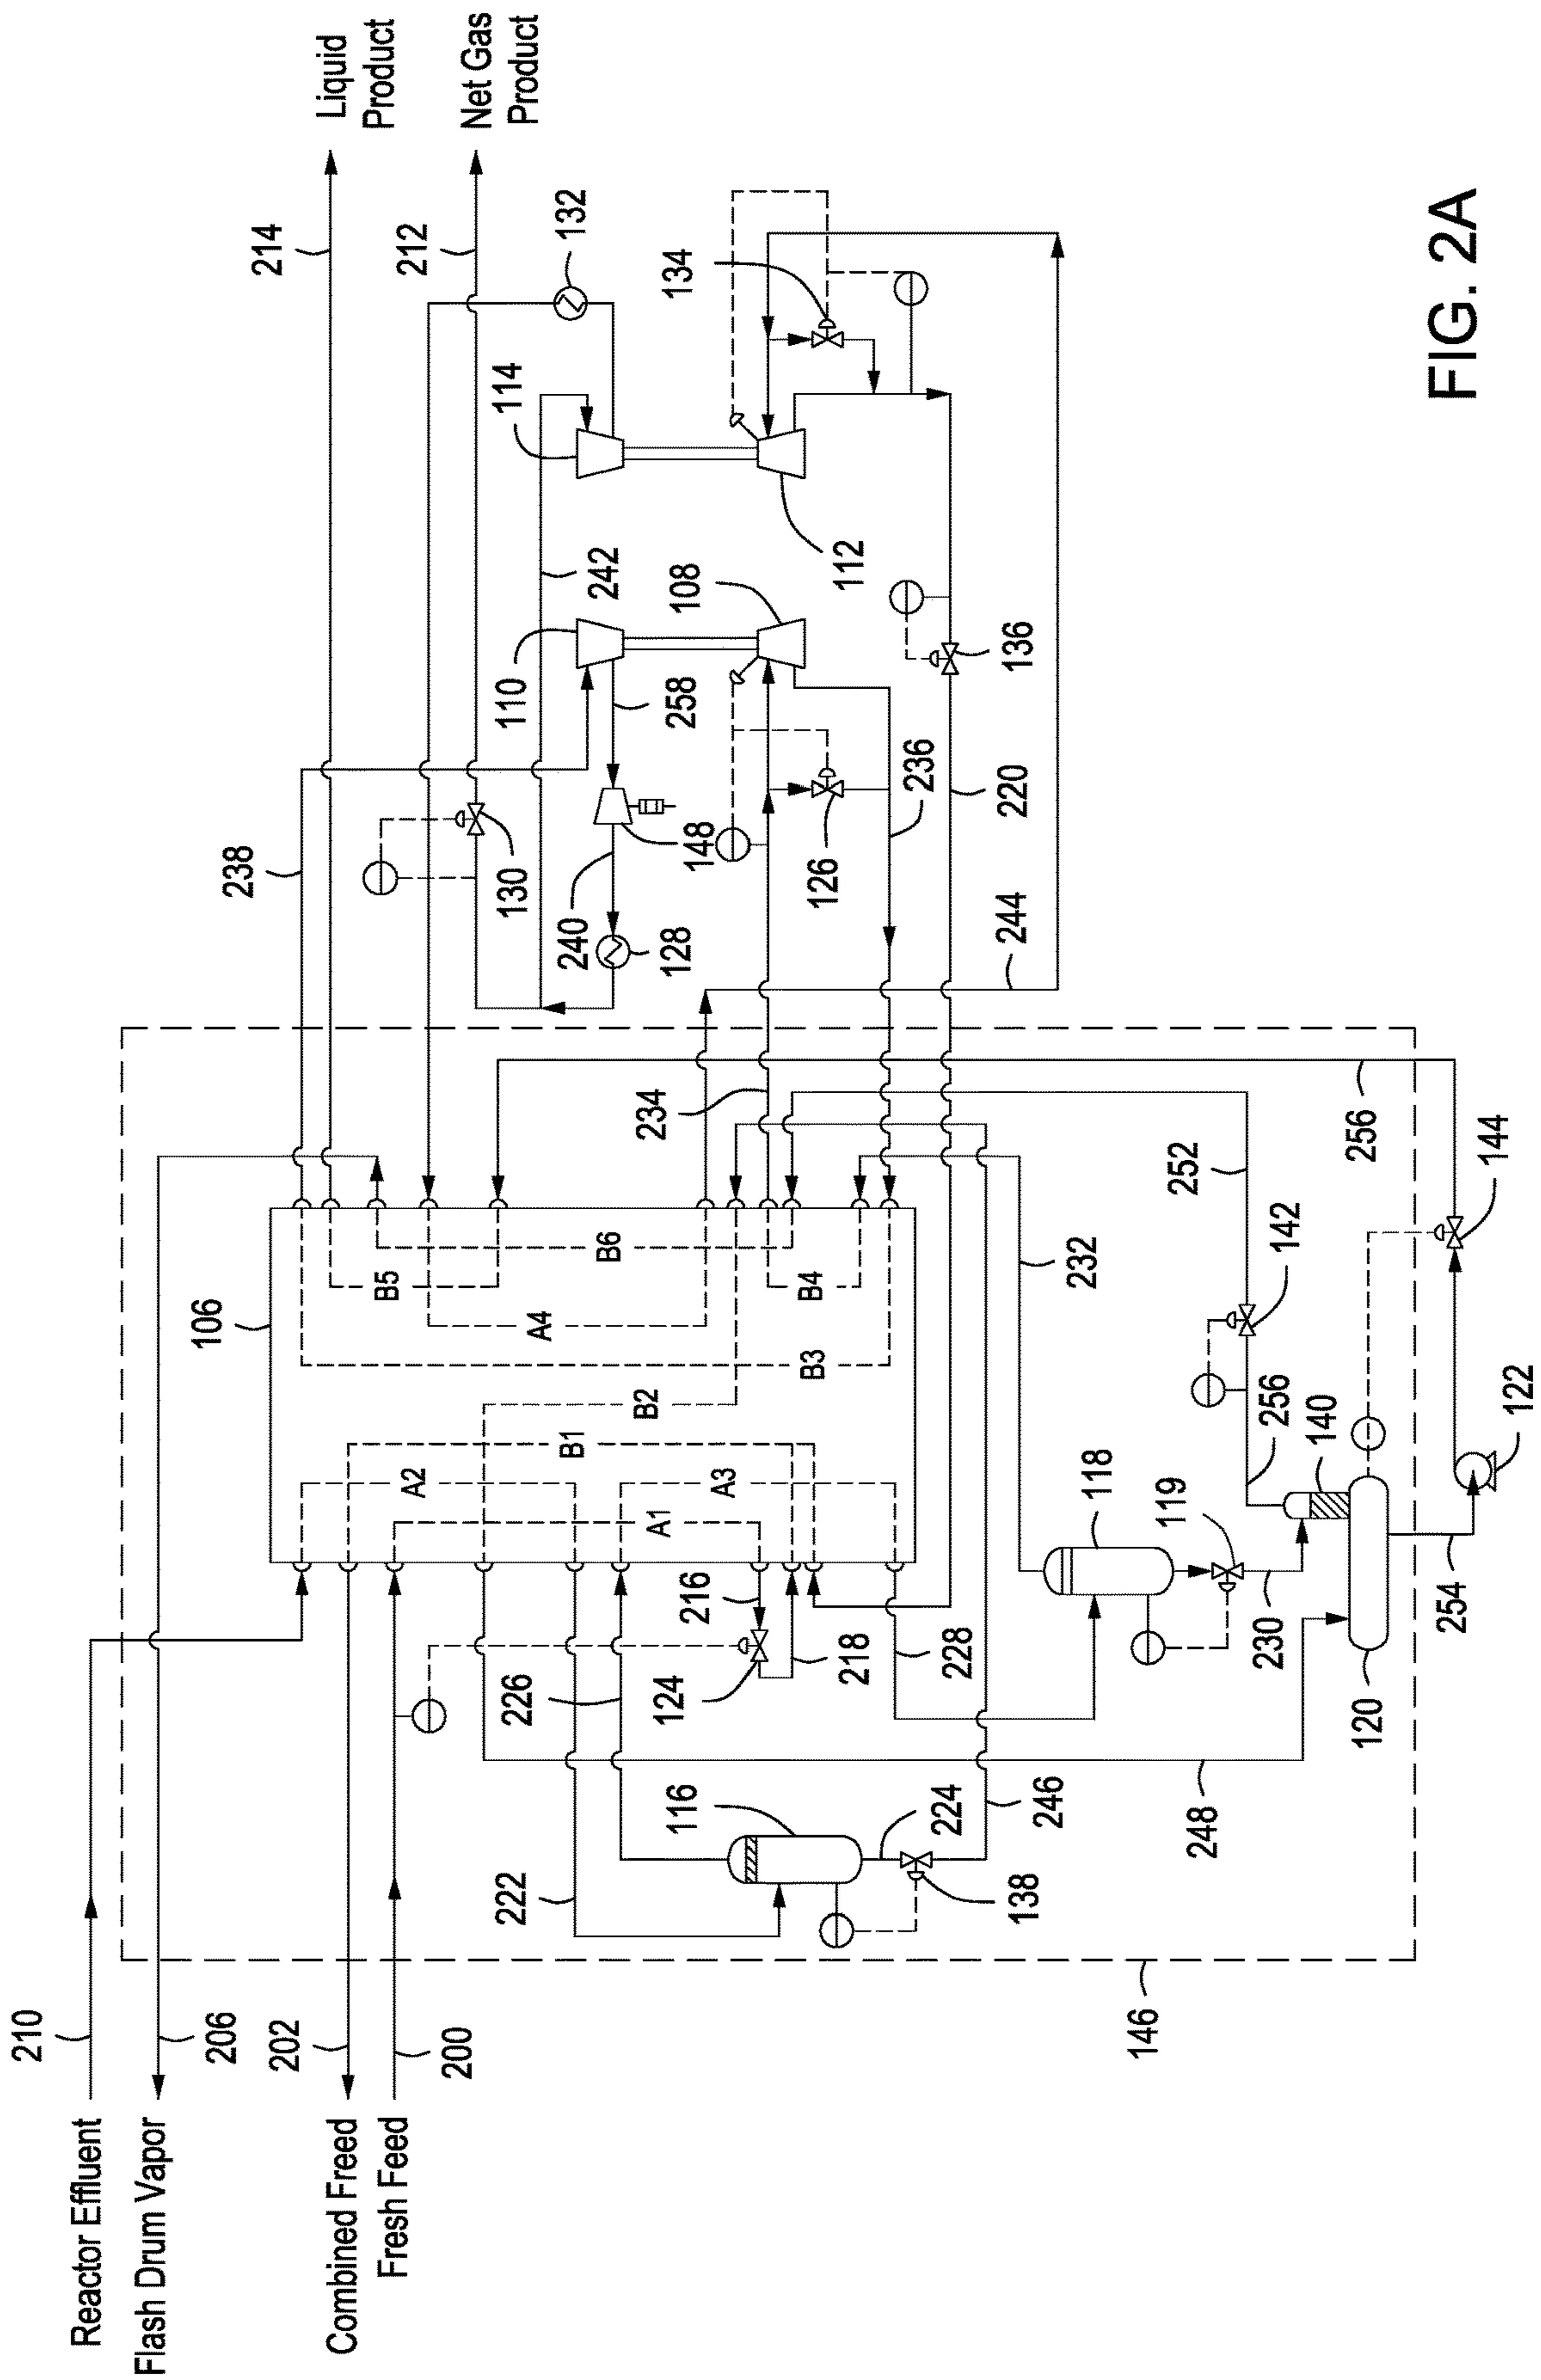 210
Reactor Effluent
Flash Drum Vapor
206
106
238
214
202
Liquid
Product
Combined Freed
Fresh Feed
200
B5
A2
212
Net Gas
Product
222
226
130
110
114
A4
B1
B6
240
242
132
B2
A1
124
216
128
258
108
234
148
134
116
A3
B3
B4
126
112
218
236
224
228
138
244
220
136
246
232
146
118
119
248
230
252
256
142
120
140
256
254
144
122
FIG. 2A